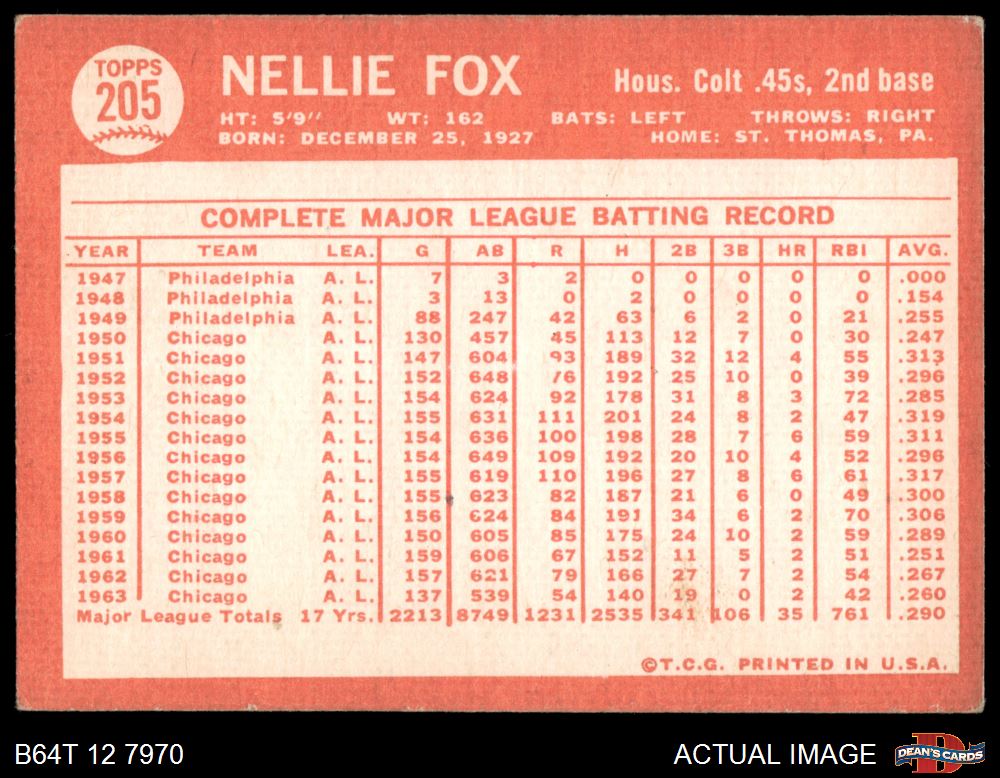 TOPPS
205
NELLIE FOX
Hous. Colt .45s, 2nd base
HT: 5'9" WT: 162 BATS: LEFT THROWS: RIGHT
BORN: DECEMBER 25, 1927 HOME: ST. THOMAS, PA.
COMPLETE MAJOR LEAGUE BATTING RECORD
YEAR TEAM LEA. G AB R H 2B 3B HR RBI AVG.
1947 Philadelphia A. L. 7 3 2 0 0 0 0 0 .000
1948 Philadelphia A. L. 3 13 0 2 0 0 0 0 .154
1949 Philadelphia A. L. 88 247 42 63 6 2 0 21 .255
1950 Chicago A. L. 130 457 45 113 12 7 0 30 .247
1951 Chicago A. L. 147 604 93 189 32 12 4 55 .313
1952 Chicago A. L. 152 648 76 192 25 10 0 39 .296
1953 Chicago A. L. 154 624 92 178 31 8 3 72 .285
1954 Chicago A. L. 155 631 111 201 24 8 2 47 .319
1955 Chicago A. L. 154 636 100 198 28 7 6 59 .311
1956 Chicago A. L. 154 649 109 192 20 10 4 52 .296
1957 Chicago A. L. 155 619 110 196 27 8 6 61 .317
1958 Chicago A. L. 155 623 82 187 21 6 0 49 .300
1959 Chicago A. L. 156 624 84 191 34 6 2 70 .306
1960 Chicago A. L. 150 605 85 175 24 10 2 59 .289
1961 Chicago A. L. 159 606 67 152 11 5 2 51 .251
1962 Chicago A. L. 157 621 79 166 27 7 2 54 .267
1963 Chicago A. L. 137 539 54 140 19 0 2 42 .260
Major League Totals 17 Yrs. 2213 8749 1231 2535 341 106 35 761 .290
©T.C.G. PRINTED IN U.S.A.
B64T 12 7970 ACTUAL IMAGE DEAN'S CARDS